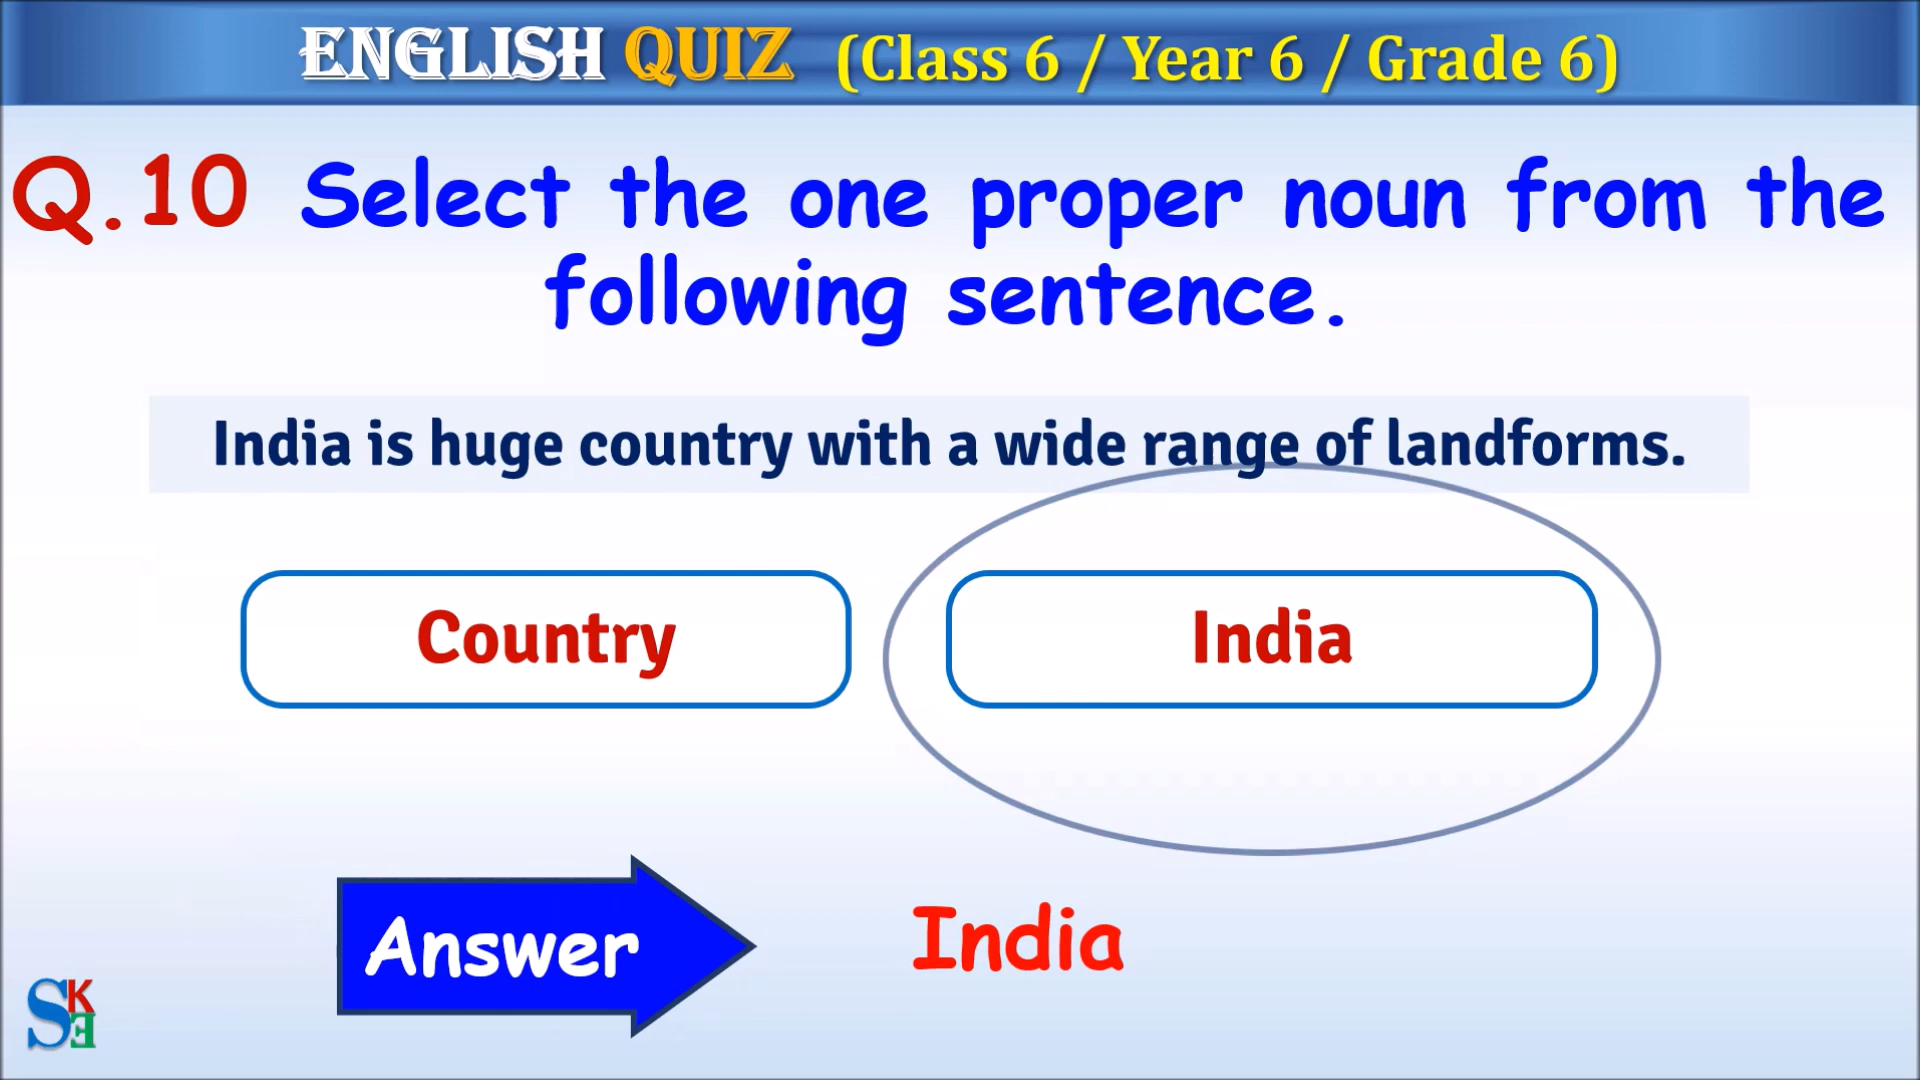 ENGLISH QUIZ (Class 6 / Year 6 / Grade 6)
Q.10 Select the one proper noun from the
following sentence.
India is huge country with a wide range of landforms.
Country India
Answer India
SKE